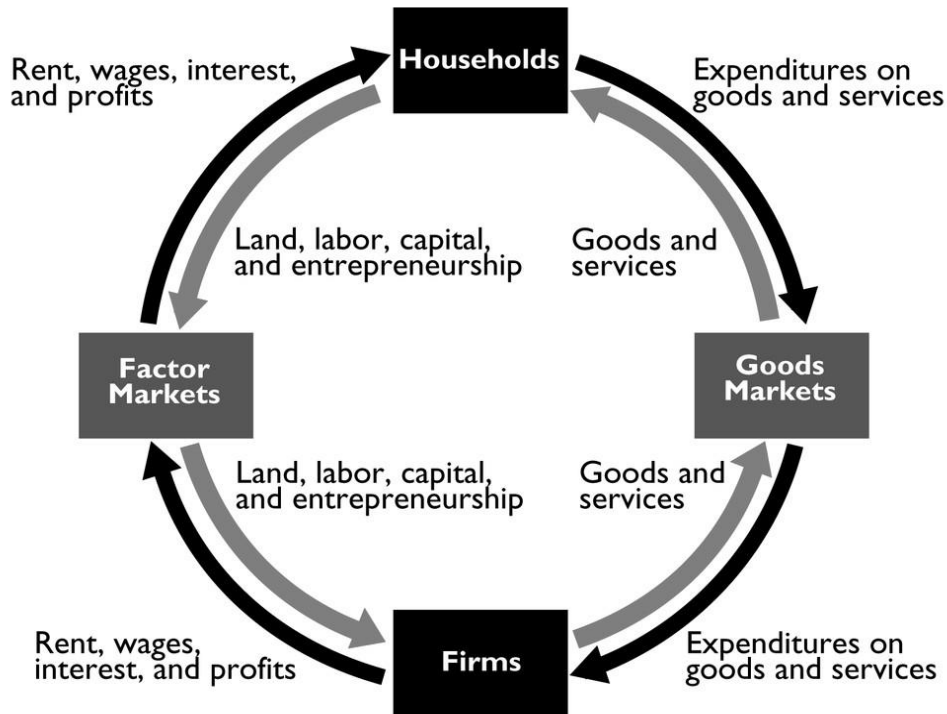 Households
Rent, wages, interest,
and profits
Expenditures on
goods and services
Land, labor, capital,
and entrepreneurship
Goods and
services
Factor
Markets
Goods
Markets
Land, labor, capital,
and entrepreneurship
Goods and
services
Rent, wages,
interest, and profits
Firms
Expenditures on
goods and services